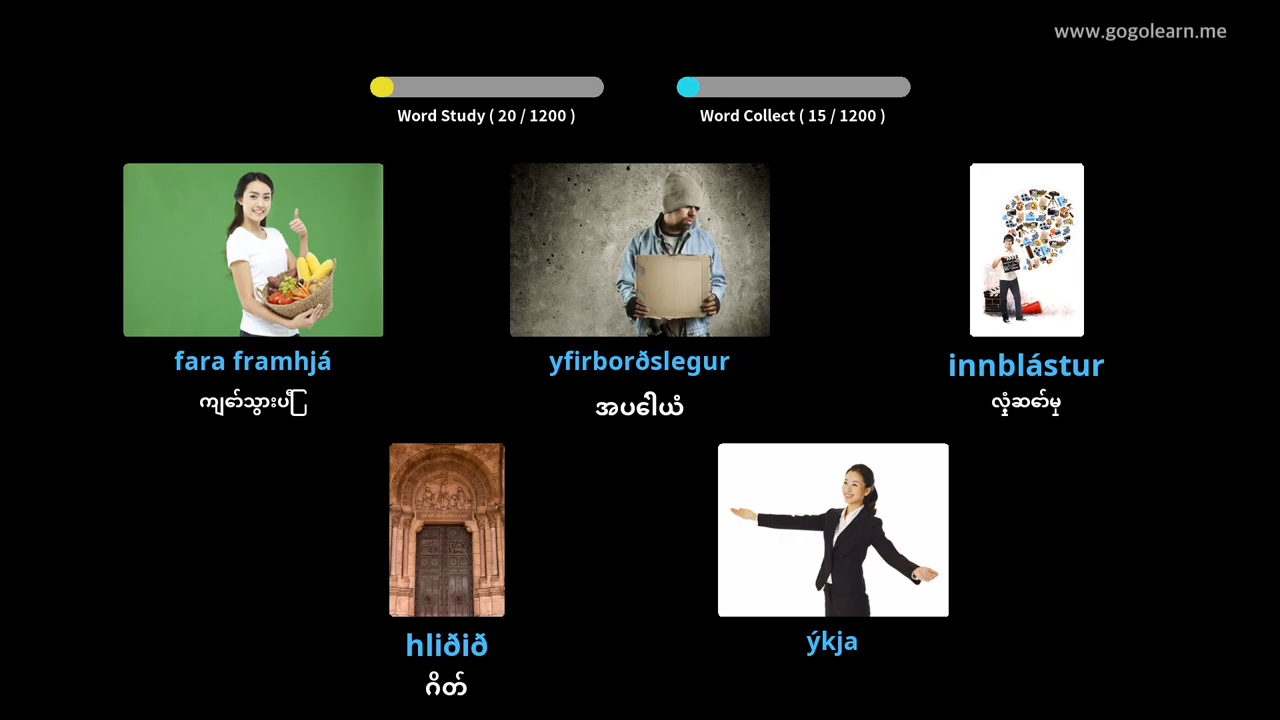 www.gogolearn.me
Word Study ( 20 / 1200 )
Word Collect ( 15 / 1200 )
fara framhjá
yfirborðslegur
innblástur
ကျော်သွားပြီ
အပေါ်ယံ
လှုံ့ဆော်မှု
hliðið
ýkja
ဂိတ်